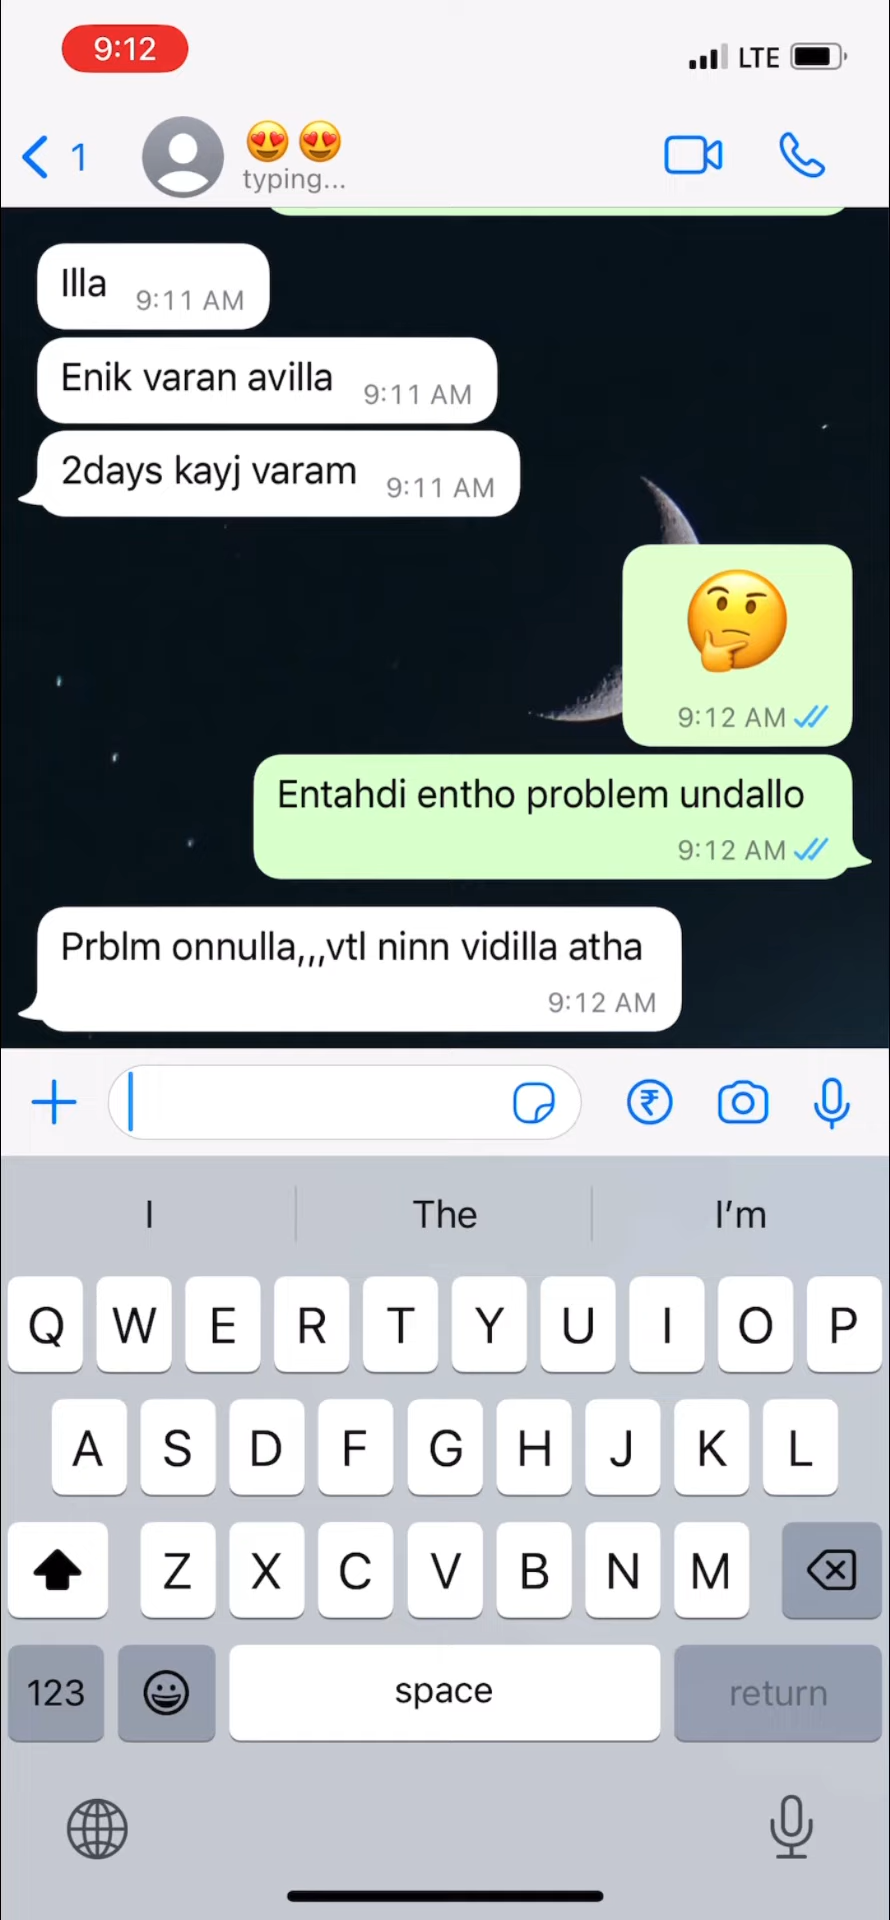 9:12
LTE
1
😍 😍
typing...
Illa 9:11 AM
Enik varan avilla 9:11 AM
2days kayj varam 9:11 AM
🤔
9:12 AM
Entahdi entho problem undallo
9:12 AM
Prblm onnulla,,,vtl ninn vidilla atha
9:12 AM
I The I'm
Q W E R T Y U I O P
A S D F G H J K L
Z X C V B N M
123 space return